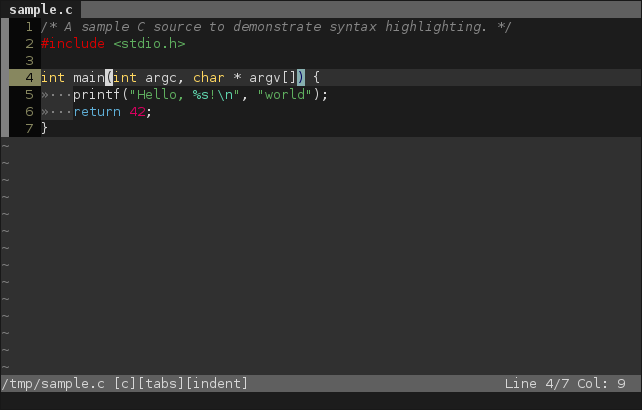 sample.c
1 /* A sample C source to demonstrate syntax highlighting. */
2 #include <stdio.h>
3
4 int main(int argc, char * argv[]) {
5 »···printf("Hello, %s!\n", "world");
6 »···return 42;
7 }
~
~
~
~
~
~
~
~
~
~
~
~
~
~
/tmp/sample.c [c][tabs][indent] Line 4/7 Col: 9